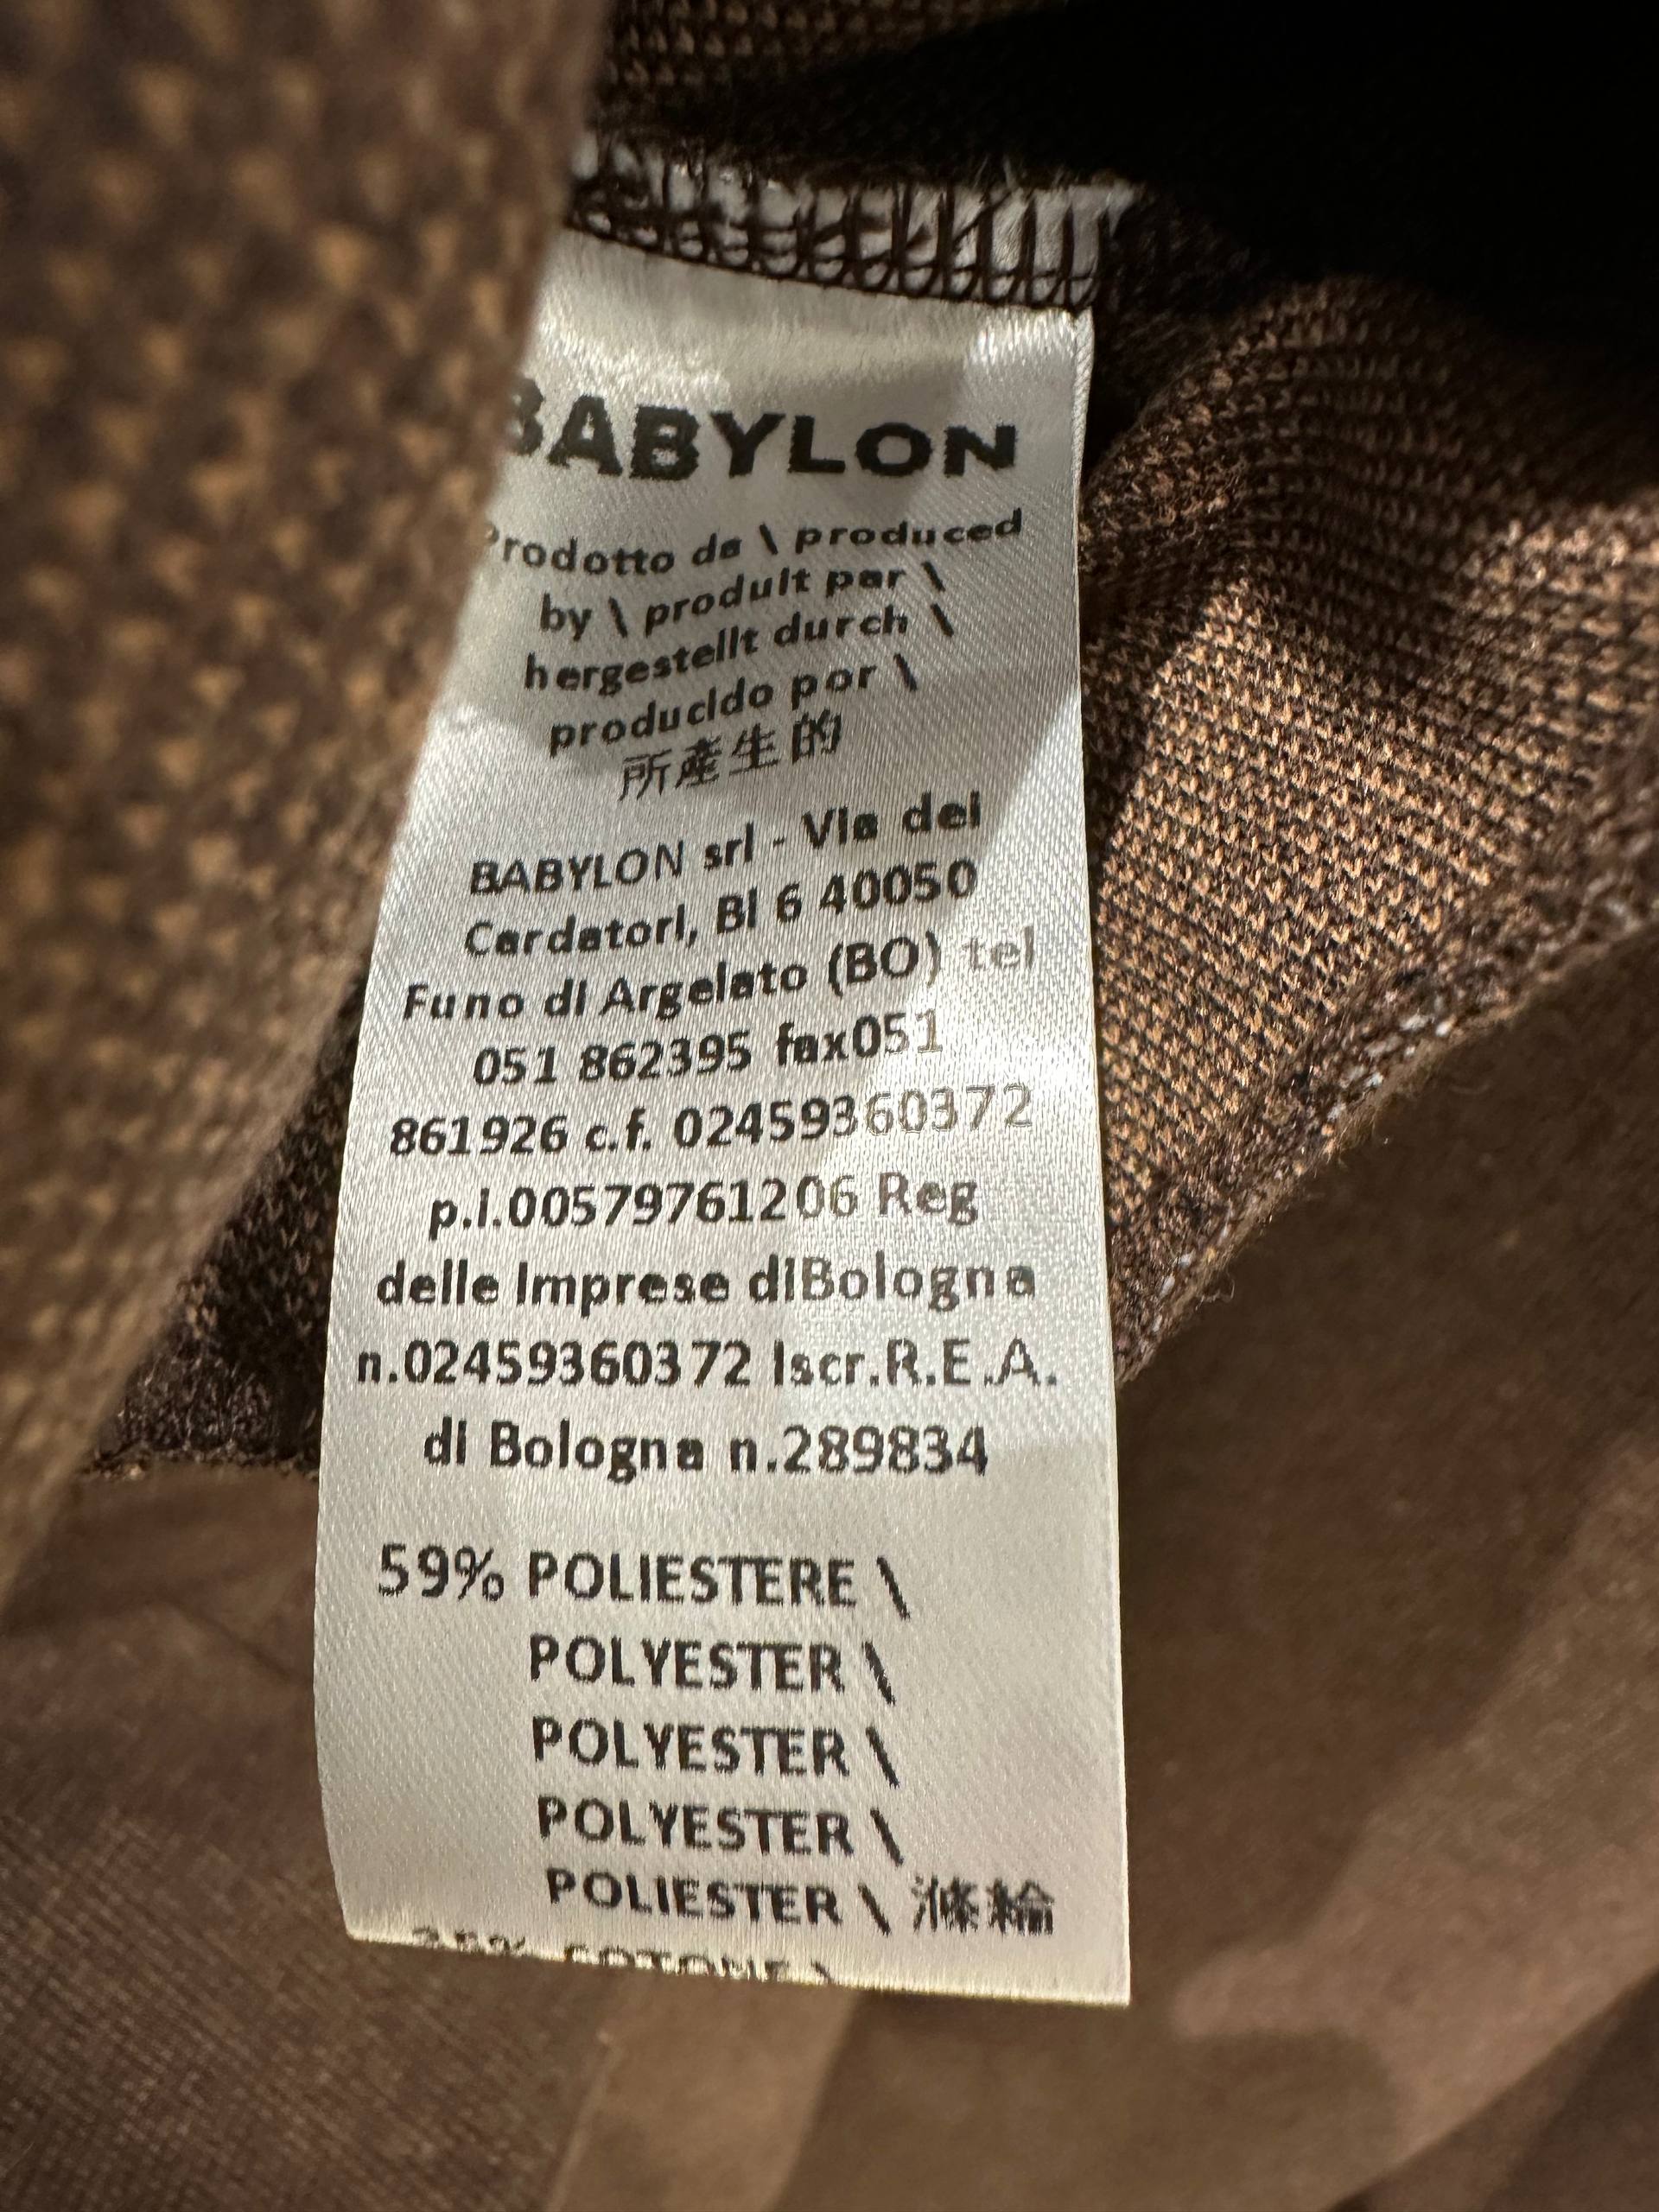 BABYLON
Prodotto da \ produced
by \ produit par \
hergestellt durch \
producido por \
所產生的
BABYLON srl - Via dei
Cardatori, Bl 6 40050
Funo di Argelato (BO) tel
051 862395 fax051
861926 c.f. 02459360372
p.i.00579761206 Reg
delle Imprese diBologna
n.02459360372 Iscr.R.E.A.
di Bologna n.289834
59% POLIESTERE \
POLYESTER \
POLYESTER \
POLYESTER \
POLIESTER \ 滌綸
COTONE \